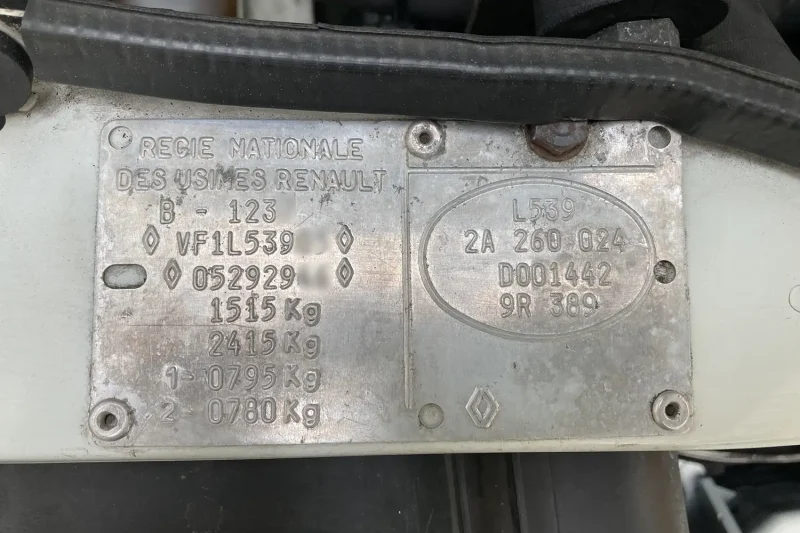 REGIE NATIONALE
DES USINES RENAULT
B - 123
VF1L539
052929
1515 Kg
2415 Kg
1- 0795 Kg
2- 0780 Kg
L539
2A 260 024
D001442
9R 389